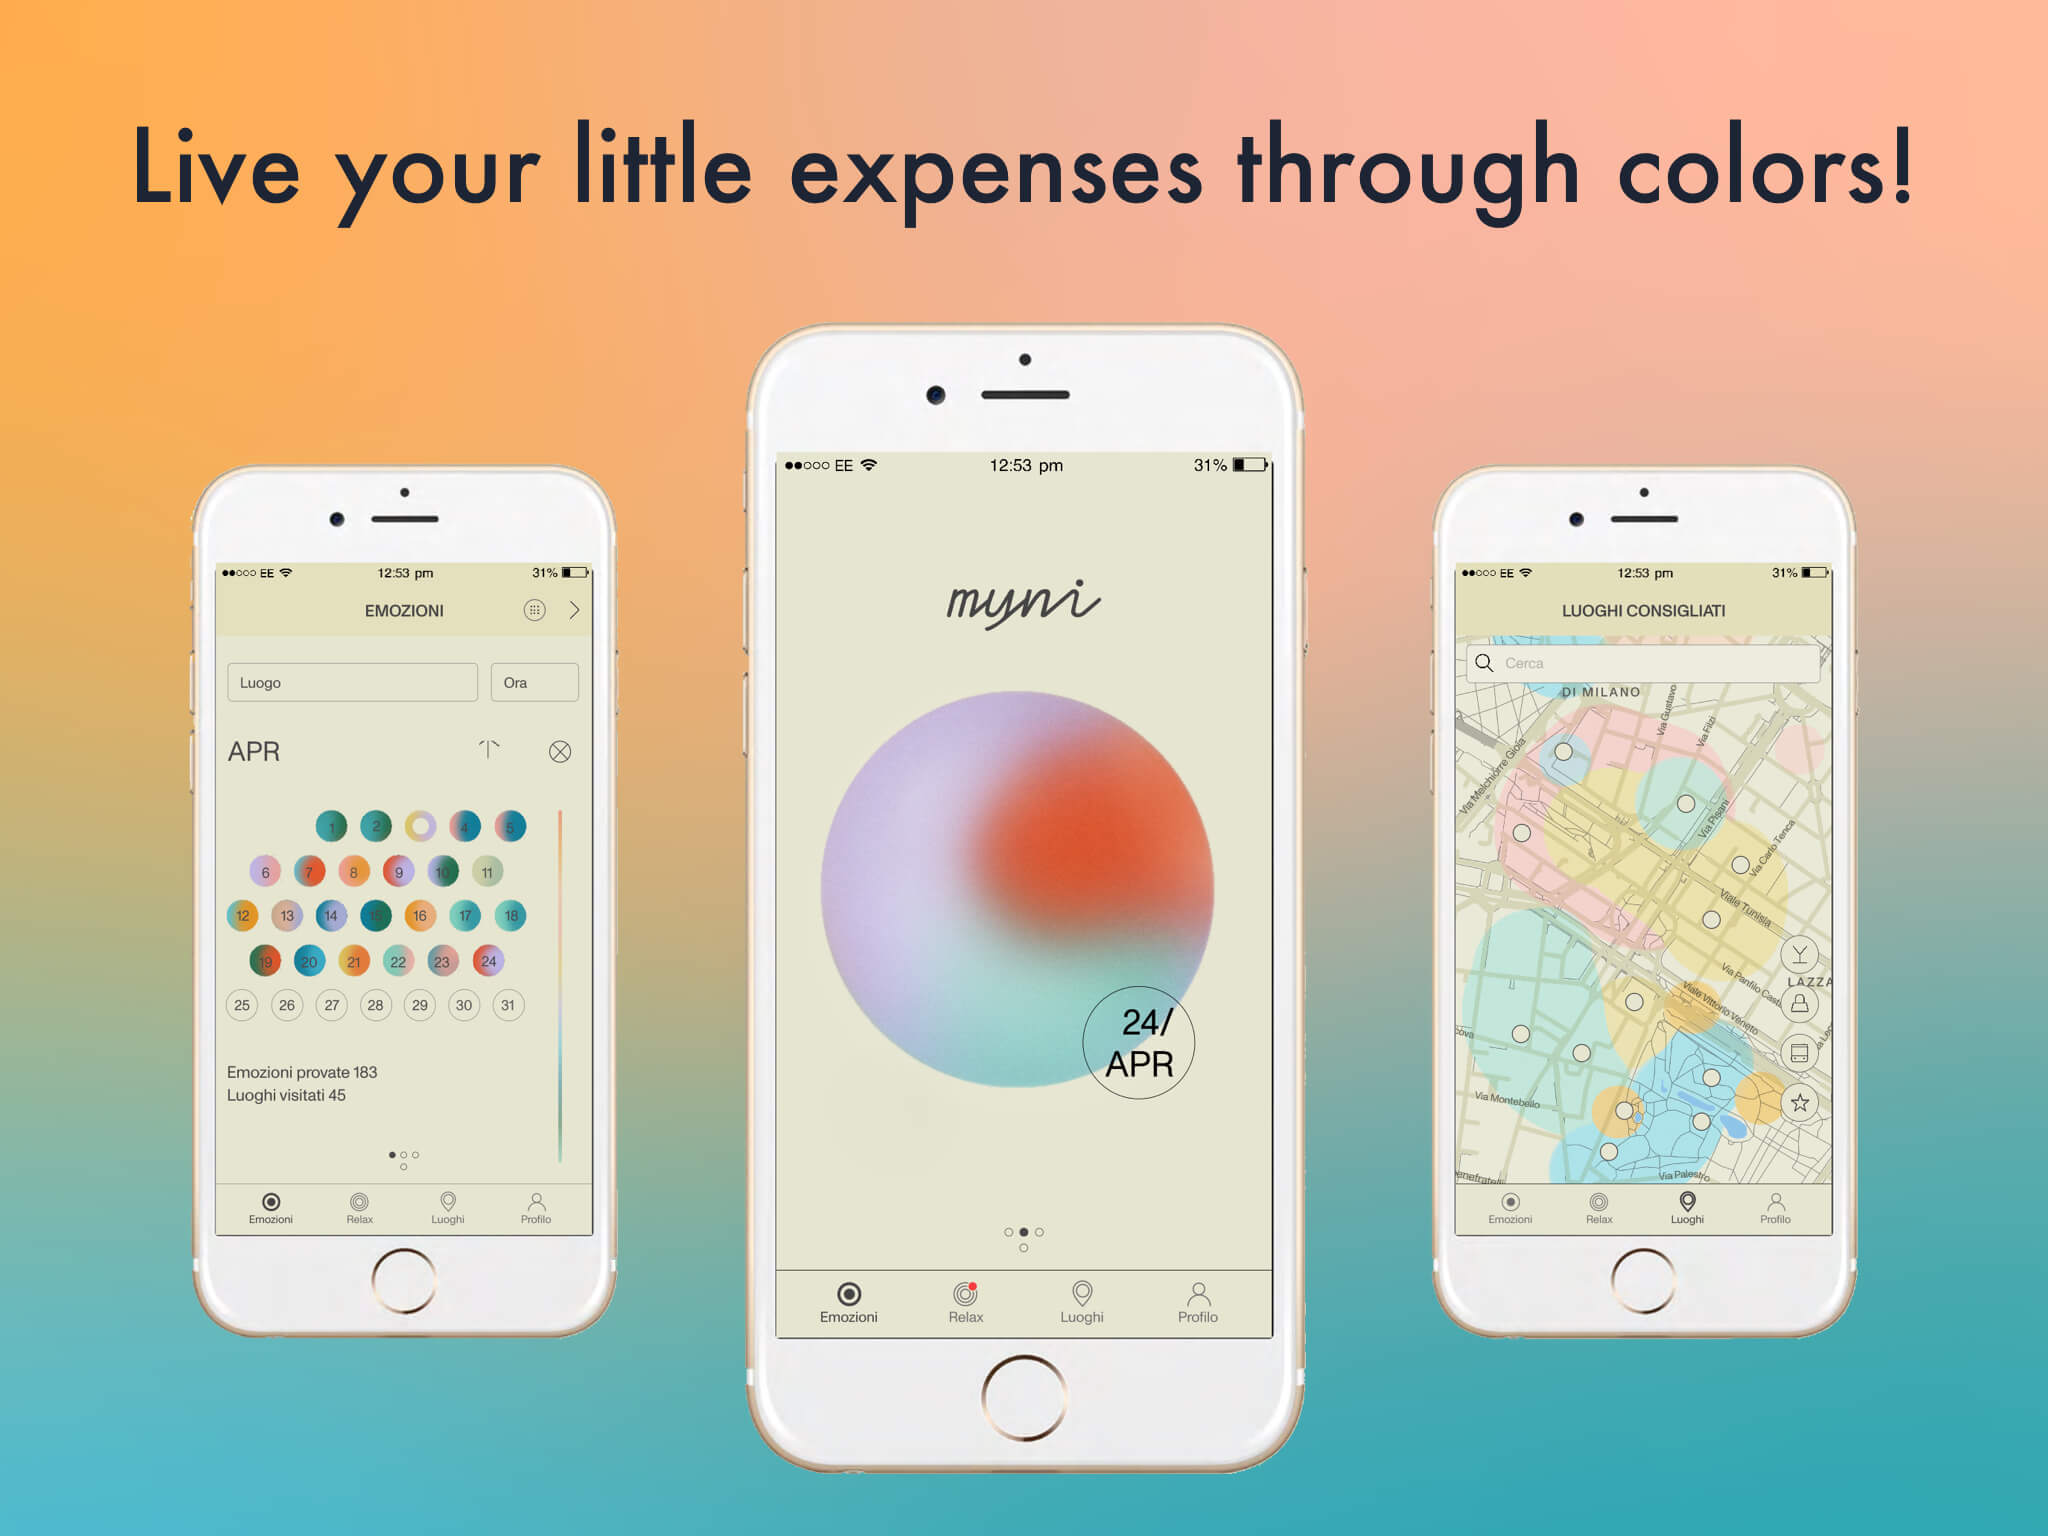 Live your little expenses through colors!
EE 12:53 pm 31%
EMOZIONI
Luogo Ora
APR
1 2 4 5
6 7 8 9 10 11
12 13 14 15 16 17 18
19 20 21 22 23 24
25 26 27 28 29 30 31
Emozioni provate 183
Luoghi visitati 45
Emozioni Relax Luoghi Profilo
EE 12:53 pm 31%
myni
24/
APR
Emozioni Relax Luoghi Profilo
EE 12:53 pm 31%
LUOGHI CONSIGLIATI
Cerca
DI MILANO
Via Gustavo
Via Filzi
Via Melchiorre Gioia
Via Pisani
Via Carlo Tenca
Viale Tunisia
Via Panfilo Casti
LAZZA
Viale Vittorio Veneto
Via Montebello
Via Palestro
Emozioni Relax Luoghi Profilo